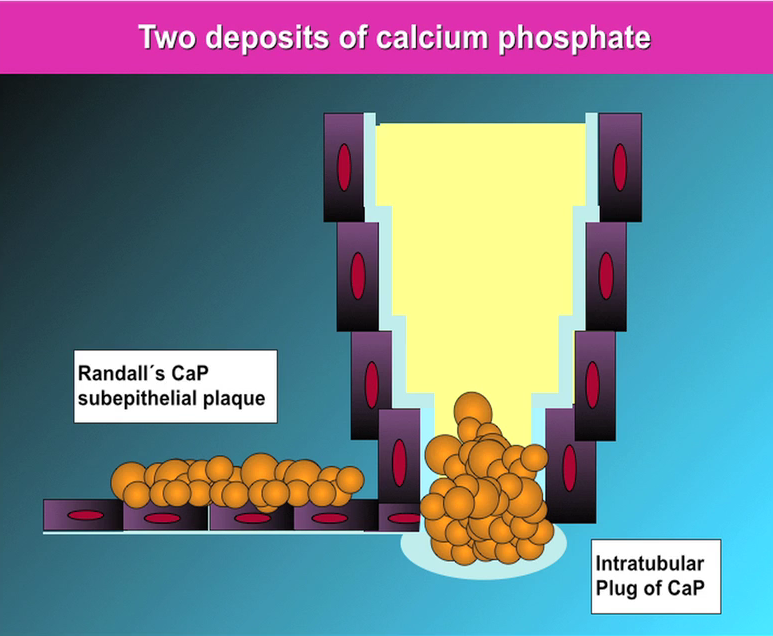 Two deposits of calcium phosphate
Randall´s CaP
subepithelial plaque
Intratubular
Plug of CaP